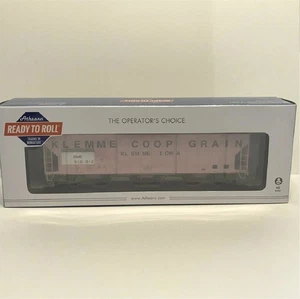 Athearn
READY TO ROLL
THE OPERATOR'S CHOICE
KLEMME COOP GRAIN
KLEMME IOWA
www.Athearn.com